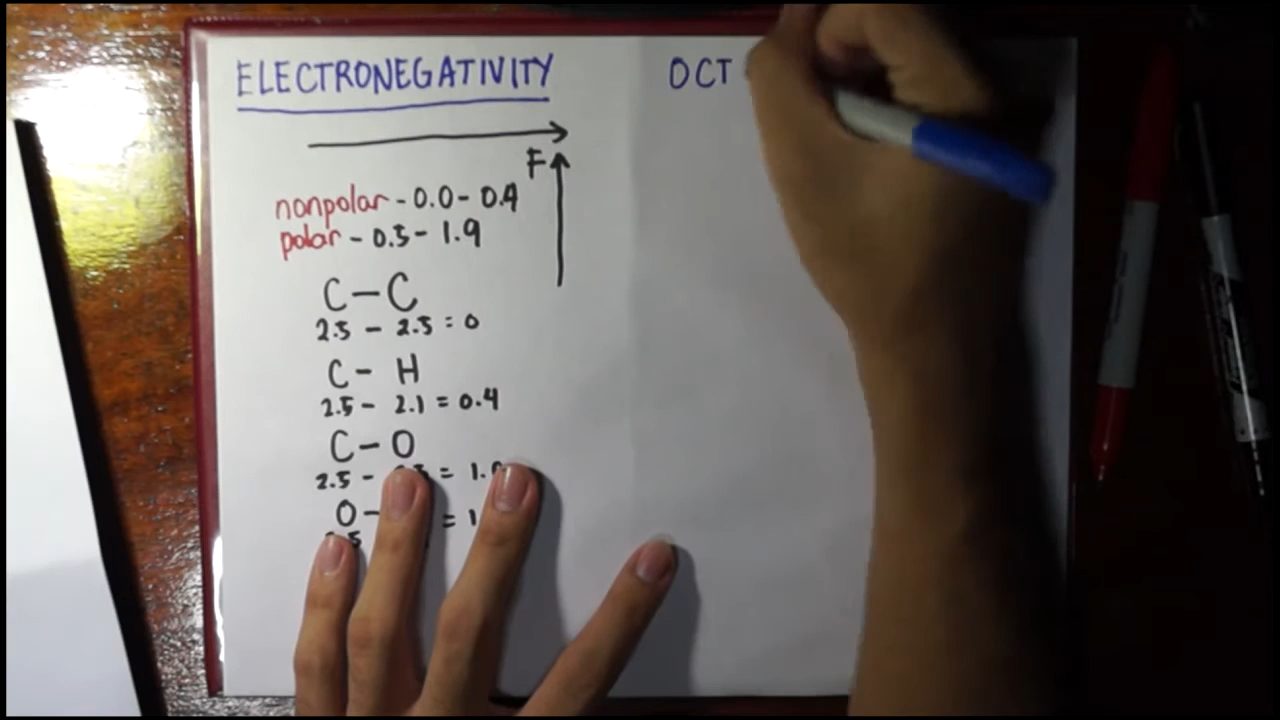 ELECTRONEGATIVITY
F
nonpolar - 0.0 - 0.4
polar - 0.5 - 1.9
C - C
2.5 - 2.5 = 0
C - H
2.5 - 2.1 = 0.4
C - O
2.5 - = 1.
O -
= 1
OCT